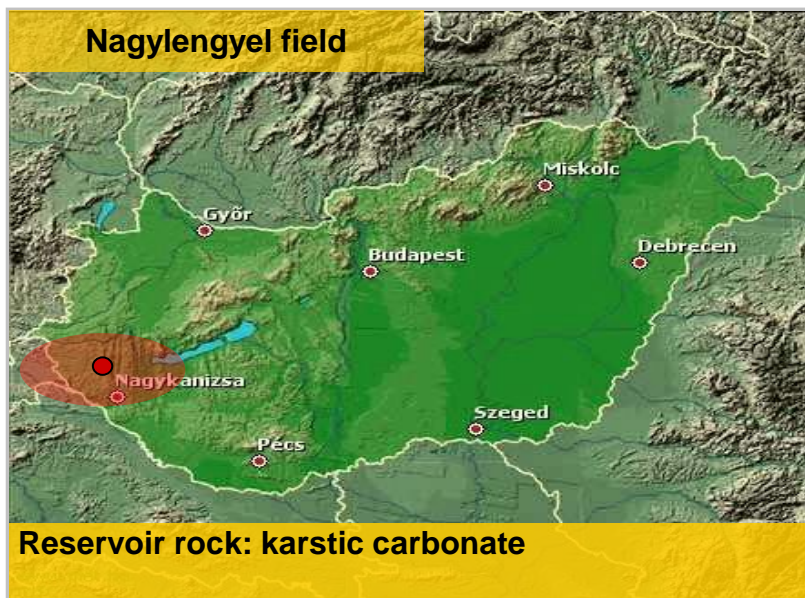 Nagylengyel field
Miskolc
Győr
Debrecen
Budapest
Nagykanizsa
Szeged
Pécs
Reservoir rock: karstic carbonate